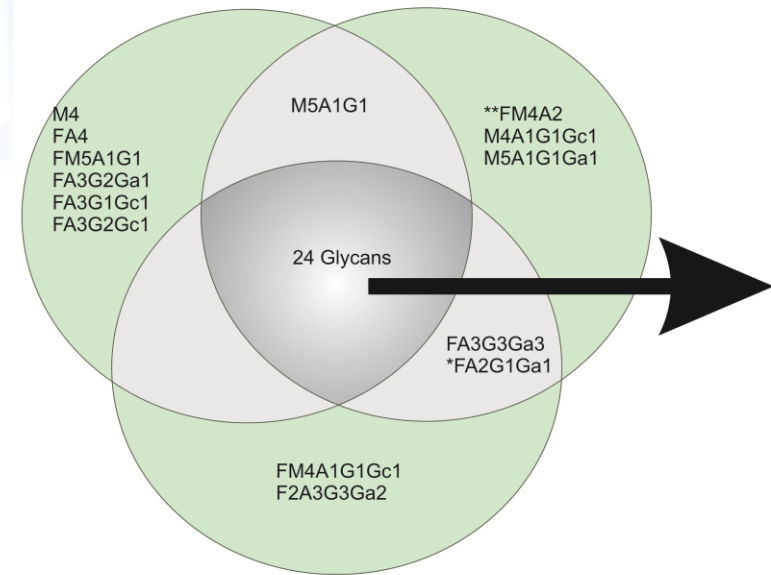 M4
FA4
FM5A1G1
FA3G2Ga1
FA3G1Gc1
FA3G2Gc1
M5A1G1
**FM4A2
M4A1G1Gc1
M5A1G1Ga1
24 Glycans
FA3G3Ga3
*FA2G1Ga1
FM4A1G1Gc1
F2A3G3Ga2